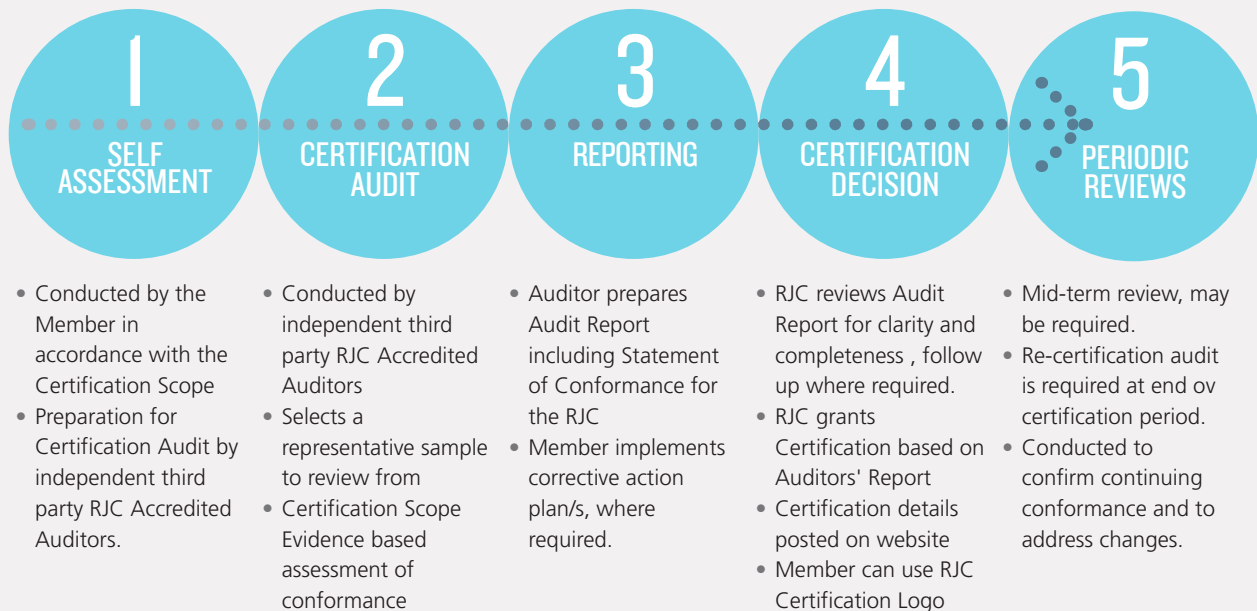 1
SELF
ASSESSMENT
• Conducted by the
Member in
accordance with the
Certification Scope
• Preparation for
Certification Audit by
independent third
party RJC Accredited
Auditors.
2
CERTIFICATION
AUDIT
• Conducted by
independent third
party RJC Accredited
Auditors
• Selects a
representative sample
to review from
• Certification Scope
Evidence based
assessment of
conformance
3
REPORTING
• Auditor prepares
Audit Report
including Statement
of Conformance for
the RJC
• Member implements
corrective action
plan/s, where
required.
4
CERTIFICATION
DECISION
• RJC reviews Audit
Report for clarity and
completeness , follow
up where required.
• RJC grants
Certification based on
Auditors' Report
• Certification details
posted on website
• Member can use RJC
Certification Logo
5
PERIODIC
REVIEWS
• Mid-term review, may
be required.
• Re-certification audit
is required at end ov
certification period.
• Conducted to
confirm continuing
conformance and to
address changes.